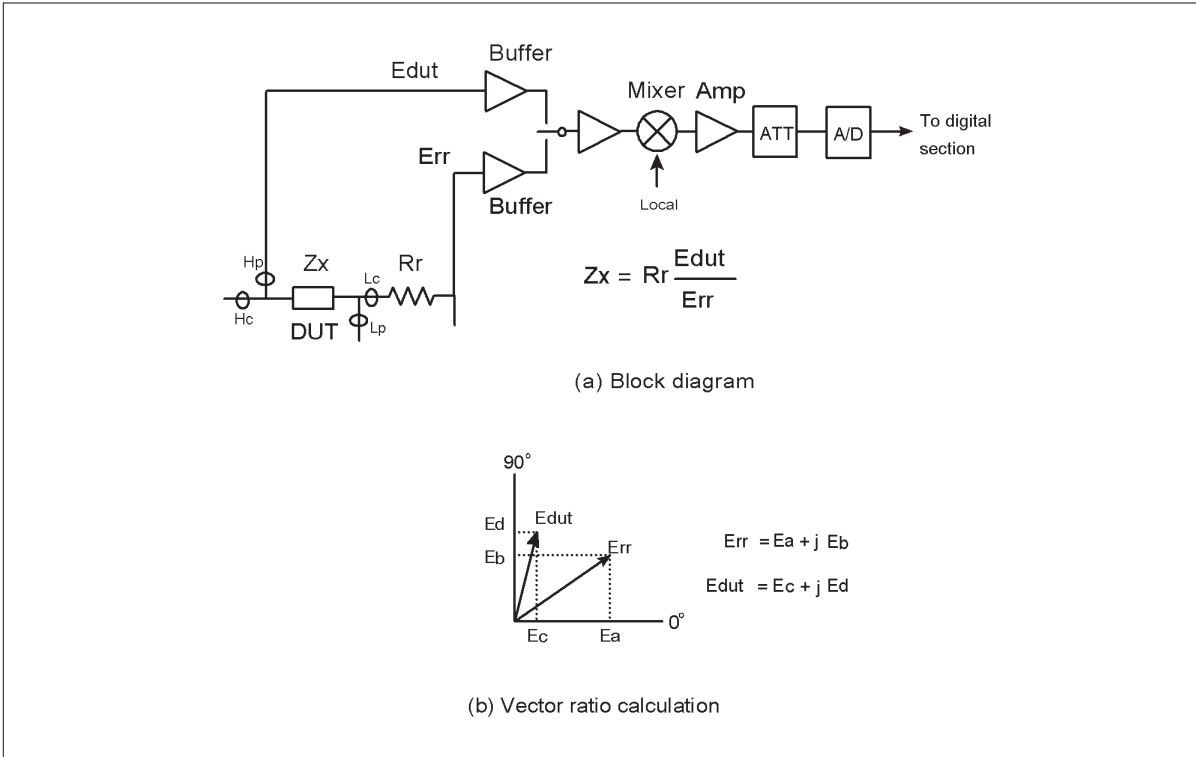 Buffer
Edut
Mixer Amp
ATT
A/D
To digital
section
Err
Buffer
Local
Hp
Zx
Lc
Rr
Hc
DUT
Lp
Zx = Rr Edut
Err
(a) Block diagram
90°
Ed
Edut
Eb
Err
Err = Ea + j Eb
Edut = Ec + j Ed
0°
Ec
Ea
(b) Vector ratio calculation